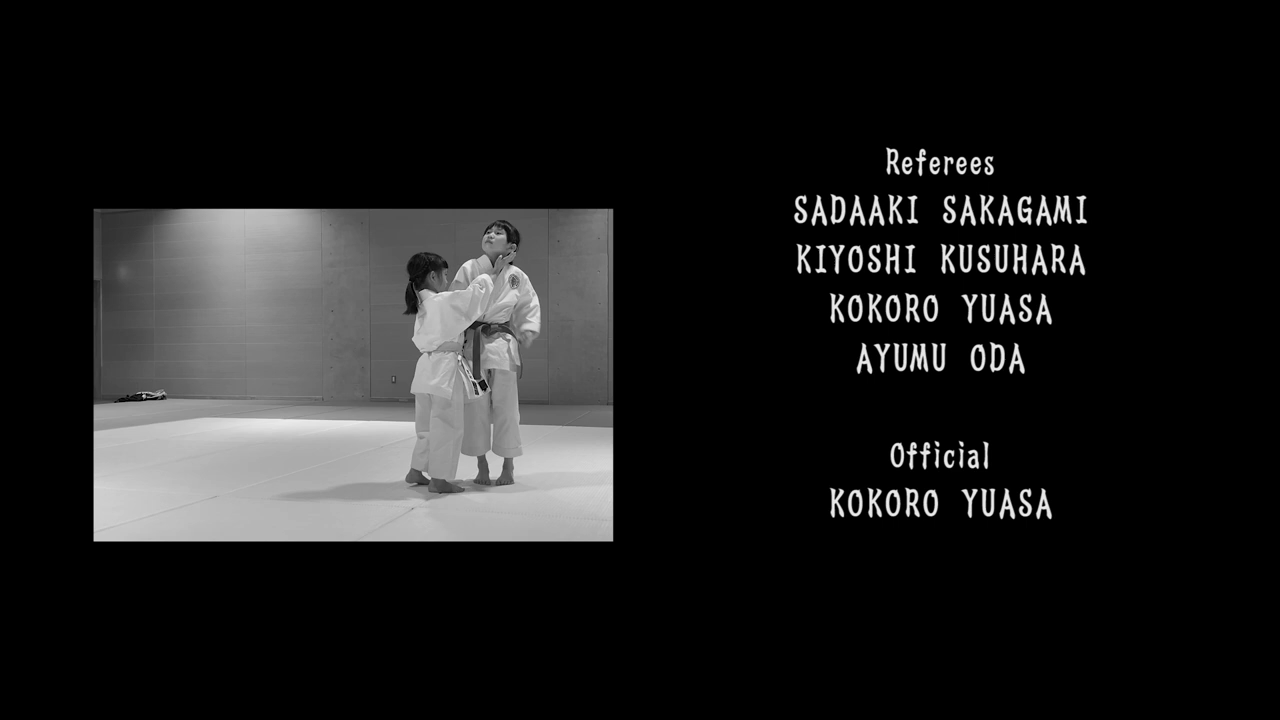 Referees
SADAAKI SAKAGAMI
KIYOSHI KUSUHARA
KOKORO YUASA
AYUMU ODA
Official
KOKORO YUASA